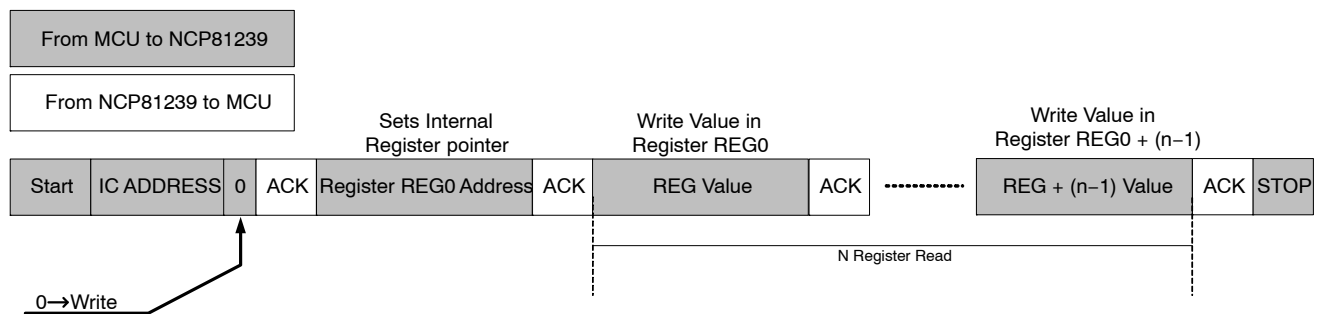 From MCU to NCP81239
From NCP81239 to MCU
Sets Internal
Register pointer
Write Value in
Register REG0
Write Value in
Register REG0 + (n−1)
Start IC ADDRESS 0 ACK Register REG0 Address ACK REG Value ACK REG + (n−1) Value ACK STOP
N Register Read
0→Write